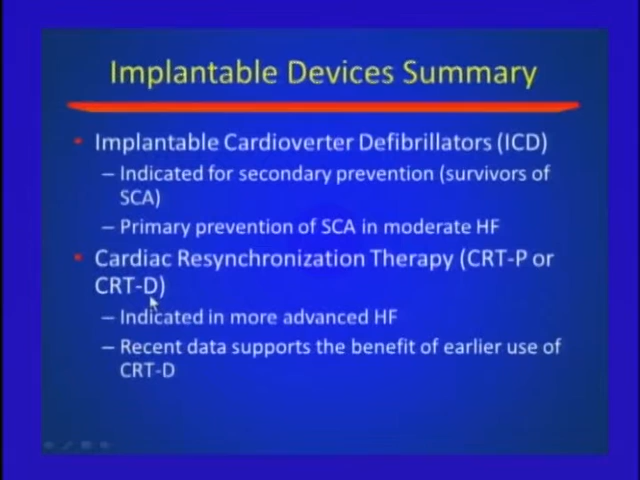 Implantable Devices Summary
• Implantable Cardioverter Defibrillators (ICD)
– Indicated for secondary prevention (survivors of
SCA)
– Primary prevention of SCA in moderate HF
• Cardiac Resynchronization Therapy (CRT-P or
CRT-D)
– Indicated in more advanced HF
– Recent data supports the benefit of earlier use of
CRT-D